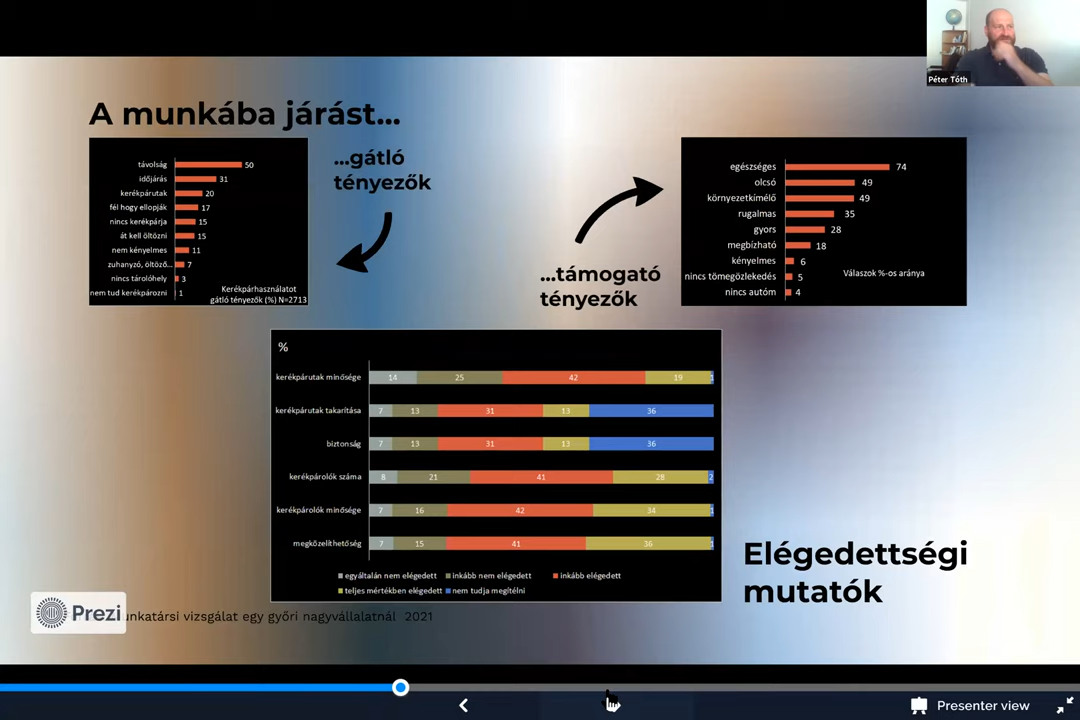 Péter Tóth
A munkába járást...
...gátló
tényezők
távolság 50
időjárás 31
kerékpárutak 20
fél hogy ellopják 17
nincs kerékpárja 15
át kell öltözni 15
nem kényelmes 11
zuhanyzó, öltöző... 7
nincs tárolóhely 3
nem tud kerékpározni 1
Kerékpárhasználatot
gátló tényezők (%) N=2713
...támogató
tényezők
egészséges 74
olcsó 49
környezetkímélő 49
rugalmas 35
gyors 28
megbízható 18
kényelmes 6
nincs tömegözlekedés 5
nincs autóm 4
Válaszok %-os aránya
%
kerékpárutak minősége 14 25 42 19 1
kerékpárutak takarítása 7 13 31 13 36
biztonság 7 13 31 13 36
kerékpárolók száma 8 21 41 28 2
kerékpárolók minősége 7 16 42 34 1
megközelíthetőség 7 15 41 36 1
egyáltalán nem elégedett inkább nem elégedett inkább elégedett
teljes mértékben elégedett nem tudja megítélni
Elégedettségi
mutatók
Prezi
unkatársi vizsgálat egy győri nagyvállalatnál 2021
Presenter view